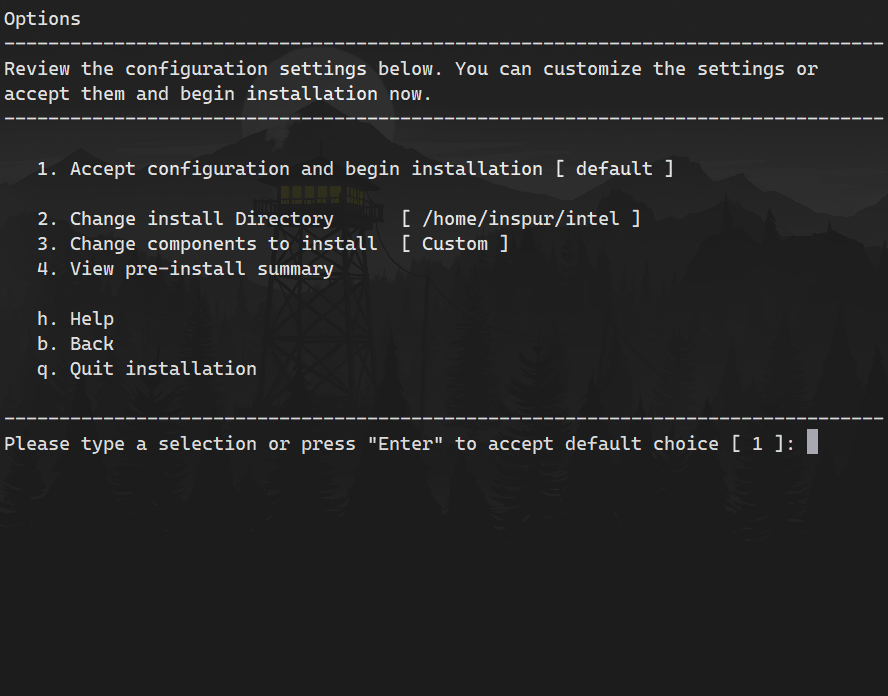 Options
--------------------------------------------------------------------------------
Review the configuration settings below. You can customize the settings or
accept them and begin installation now.
--------------------------------------------------------------------------------
1. Accept configuration and begin installation [ default ]
2. Change install Directory      [ /home/inspur/intel ]
3. Change components to install  [ Custom ]
4. View pre-install summary
h. Help
b. Back
q. Quit installation
--------------------------------------------------------------------------------
Please type a selection or press "Enter" to accept default choice [ 1 ]: